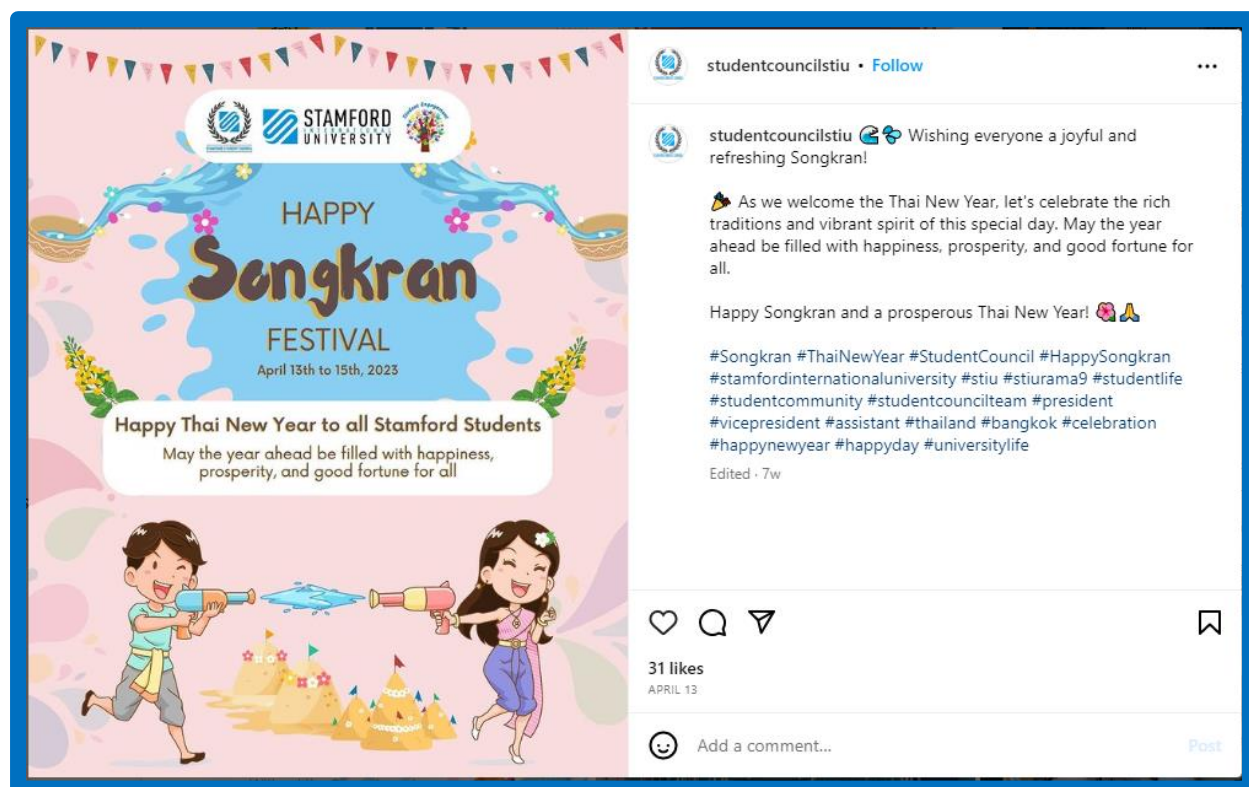 STAMFORD
INTERNATIONAL
UNIVERSITY
Student Engagement
HAPPY
Songkran
FESTIVAL
April 13th to 15th, 2023
Happy Thai New Year to all Stamford Students
May the year ahead be filled with happiness,
prosperity, and good fortune for all
studentcouncilstiu • Follow
studentcouncilstiu 🌊💦 Wishing everyone a joyful and
refreshing Songkran!
🎉 As we welcome the Thai New Year, let's celebrate the rich
traditions and vibrant spirit of this special day. May the year
ahead be filled with happiness, prosperity, and good fortune for
all.
Happy Songkran and a prosperous Thai New Year! 🌺🙏
#Songkran #ThaiNewYear #StudentCouncil #HappySongkran
#stamfordinternationaluniversity #stiu #stiurama9 #studentlife
#studentcommunity #studentcouncilteam #president
#vicepresident #assistant #thailand #bangkok #celebration
#happynewyear #happyday #universitylife
Edited · 7w
31 likes
APRIL 13
Add a comment...
Post